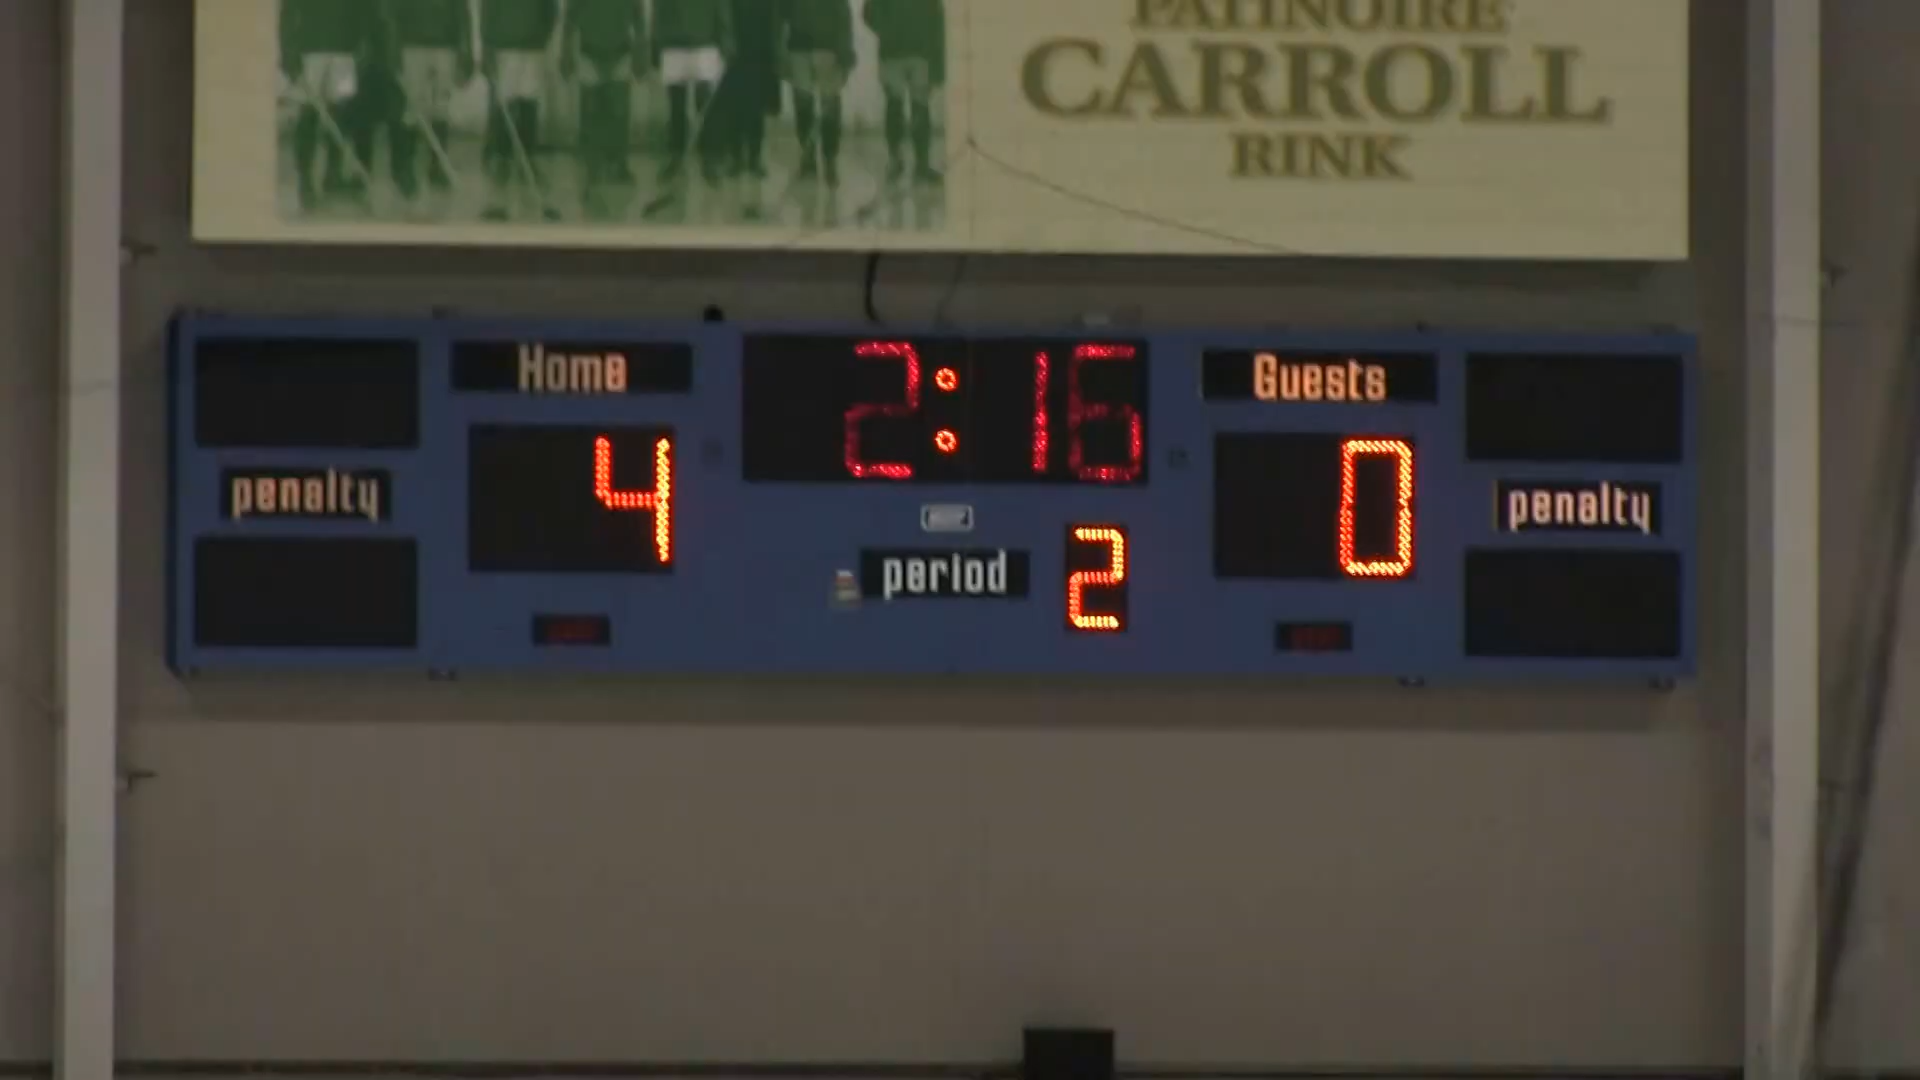 PATINOIRE
CARROLL
RINK
Home
2:16
Guests
penalty
4
0
penalty
period
2